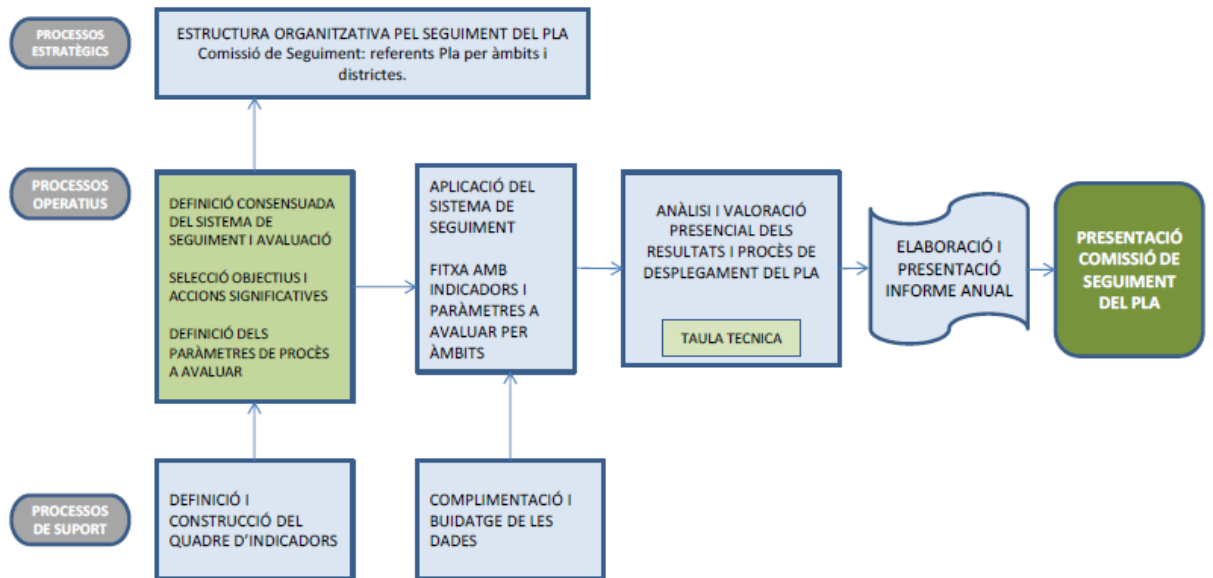 PROCESSOS
ESTRATÈGICS
ESTRUCTURA ORGANITZATIVA PEL SEGUIMENT DEL PLA
Comissió de Seguiment: referents Pla per àmbits i
districtes.
PROCESSOS
OPERATIUS
DEFINICIÓ CONSENSUADA
DEL SISTEMA DE
SEGUIMENT I AVALUACIÓ
SELECCIÓ OBJECTIUS I
ACCIONS SIGNIFICATIVES
DEFINICIÓ DELS
PARÀMETRES DE PROCÈS
A AVALUAR
APLICACIÓ DEL
SISTEMA DE
SEGUIMENT
FITXA AMB
INDICADORS I
PARÀMETRES A
AVALUAR PER
ÀMBITS
ANÀLISI I VALORACIÓ
PRESENCIAL DELS
RESULTATS I PROCÈS DE
DESPLEGAMENT DEL PLA
TAULA TECNICA
ELABORACIÓ I
PRESENTACIÓ
INFORME ANUAL
PRESENTACIÓ
COMISSIÓ DE
SEGUIMENT
DEL PLA
PROCESSOS
DE SUPORT
DEFINICIÓ I
CONSTRUCCIÓ DEL
QUADRE D'INDICADORS
COMPLIMENTACIÓ I
BUIDATGE DE LES
DADES